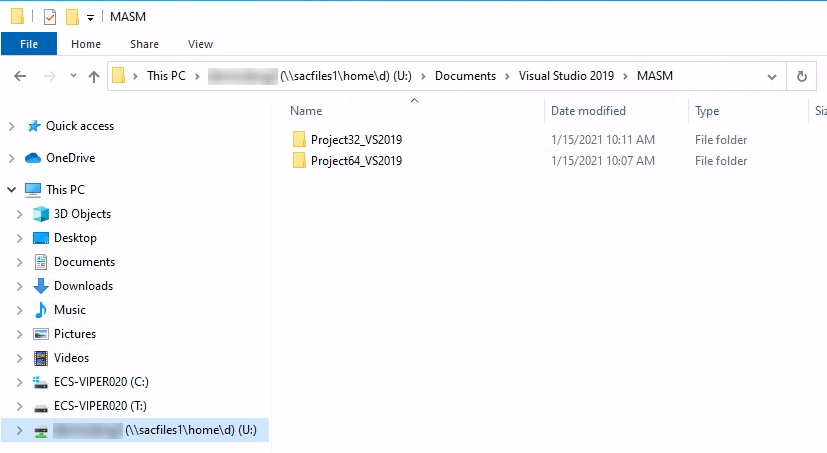 MASM
File Home Share View
This PC (\\sacfiles1\home\d) (U:) Documents Visual Studio 2019 MASM
Name Date modified Type Siz
Project32_VS2019 1/15/2021 10:11 AM File folder
Project64_VS2019 1/15/2021 10:07 AM File folder
Quick access
OneDrive
This PC
3D Objects
Desktop
Documents
Downloads
Music
Pictures
Videos
ECS-VIPER020 (C:)
ECS-VIPER020 (T:)
(\\sacfiles1\home\d) (U:)